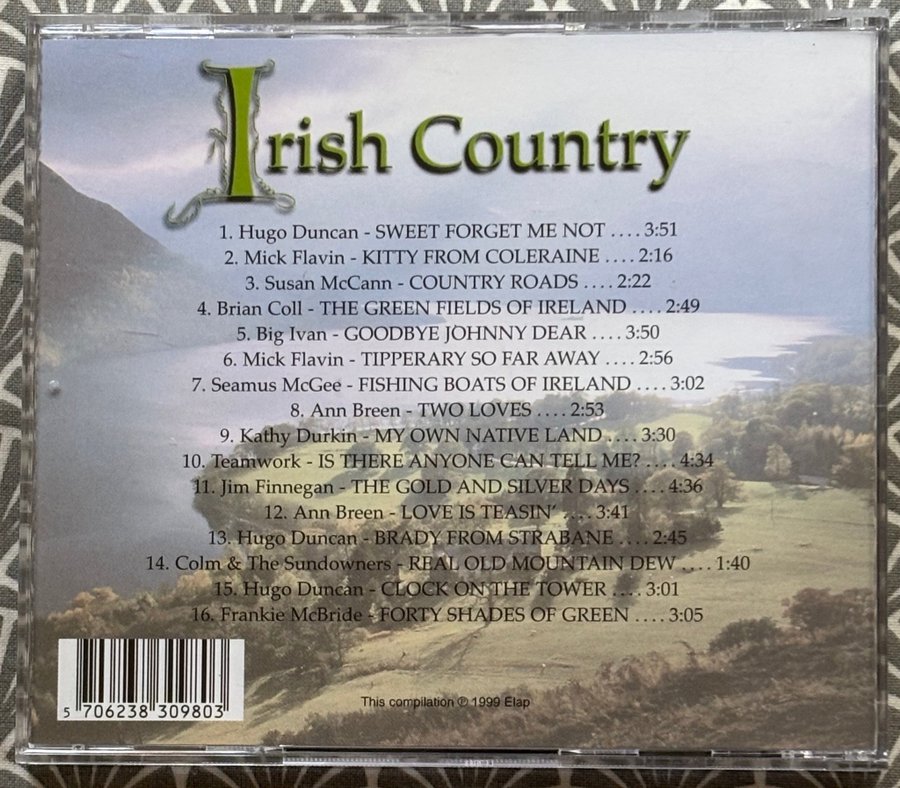 Irish Country
1. Hugo Duncan - SWEET FORGET ME NOT .... 3:51
2. Mick Flavin - KITTY FROM COLERAINE .... 2:16
3. Susan McCann - COUNTRY ROADS .... 2:22
4. Brian Coll - THE GREEN FIELDS OF IRELAND .... 2:49
5. Big Ivan - GOODBYE JOHNNY DEAR .... 3:50
6. Mick Flavin - TIPPERARY SO FAR AWAY .... 2:56
7. Seamus McGee - FISHING BOATS OF IRELAND .... 3:02
8. Ann Breen - TWO LOVES .... 2:53
9. Kathy Durkin - MY OWN NATIVE LAND .... 3:30
10. Teamwork - IS THERE ANYONE CAN TELL ME? .... 4:34
11. Jim Finnegan - THE GOLD AND SILVER DAYS .... 4:36
12. Ann Breen - LOVE IS TEASIN' .... 3:41
13. Hugo Duncan - BRADY FROM STRABANE .... 2:45
14. Colm & The Sundowners - REAL OLD MOUNTAIN DEW .... 1:40
15. Hugo Duncan - CLOCK ON THE TOWER .... 3:01
16. Frankie McBride - FORTY SHADES OF GREEN .... 3:05
This compilation ℗ 1999 Elap
5 706238 309803